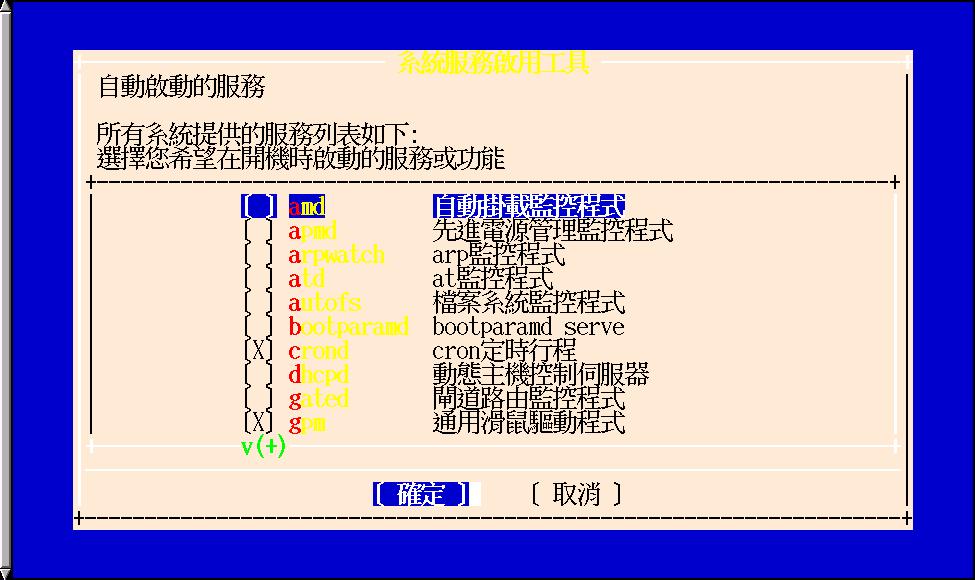 系統服務啟用工具
自動啟動的服務
所有系統提供的服務列表如下:
選擇您希望在開機時啟動的服務或功能
[ ] amd 自動掛載監控程式
[ ] apmd 先進電源管理監控程式
[ ] arpwatch arp監控程式
[ ] atd at監控程式
[ ] autofs 檔案系統監控程式
[ ] bootparamd bootparamd serve
[X] crond cron定時行程
[ ] dhcpd 動態主機控制伺服器
[ ] gated 閘道路由監控程式
[X] gpm 通用滑鼠驅動程式
v(+)
[ 確定 ] [ 取消 ]